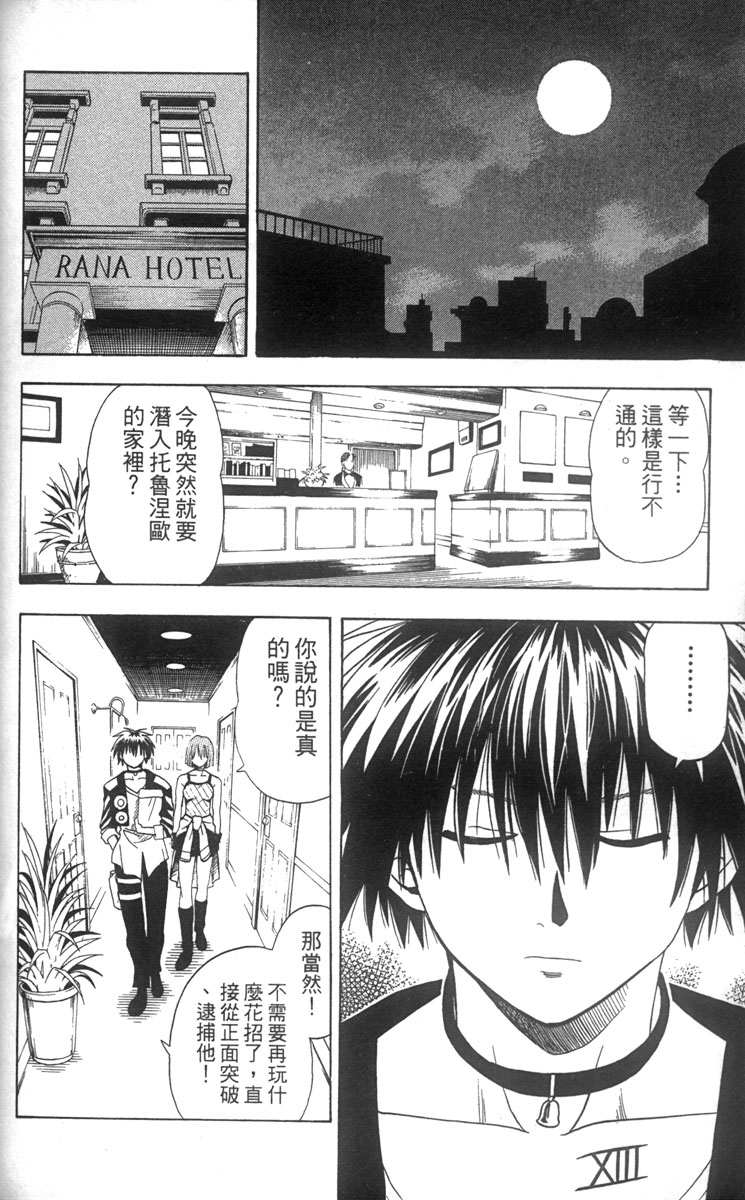 RANA HOTEL
等一下…
這樣是行不
通的。
今晚突然就要
潛入托魯涅歐
的家裡？
………
XIII
你說的是真
的嗎？
那當然！
不需要再玩什
麼花招了，直
接從正面突破
、逮捕他！